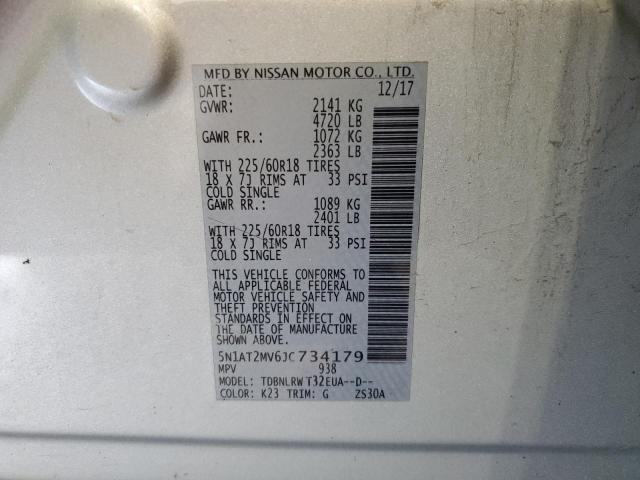 MFD BY NISSAN MOTOR CO., LTD.
DATE: 12/17
GVWR: 2141 KG
4720 LB
GAWR FR.: 1072 KG
2363 LB
WITH 225/60R18 TIRES
18 X 7J RIMS AT 33 PSI
COLD SINGLE
GAWR RR.: 1089 KG
2401 LB
WITH 225/60R18 TIRES
18 X 7J RIMS AT 33 PSI
COLD SINGLE
THIS VEHICLE CONFORMS TO
ALL APPLICABLE FEDERAL
MOTOR VEHICLE SAFETY AND
THEFT PREVENTION
STANDARDS IN EFFECT ON
THE DATE OF MANUFACTURE
SHOWN ABOVE.
5N1AT2MV6JC734179
MPV 938
MODEL: TDBNLRW T32EUA--D--
COLOR: K23 TRIM: G ZS30A